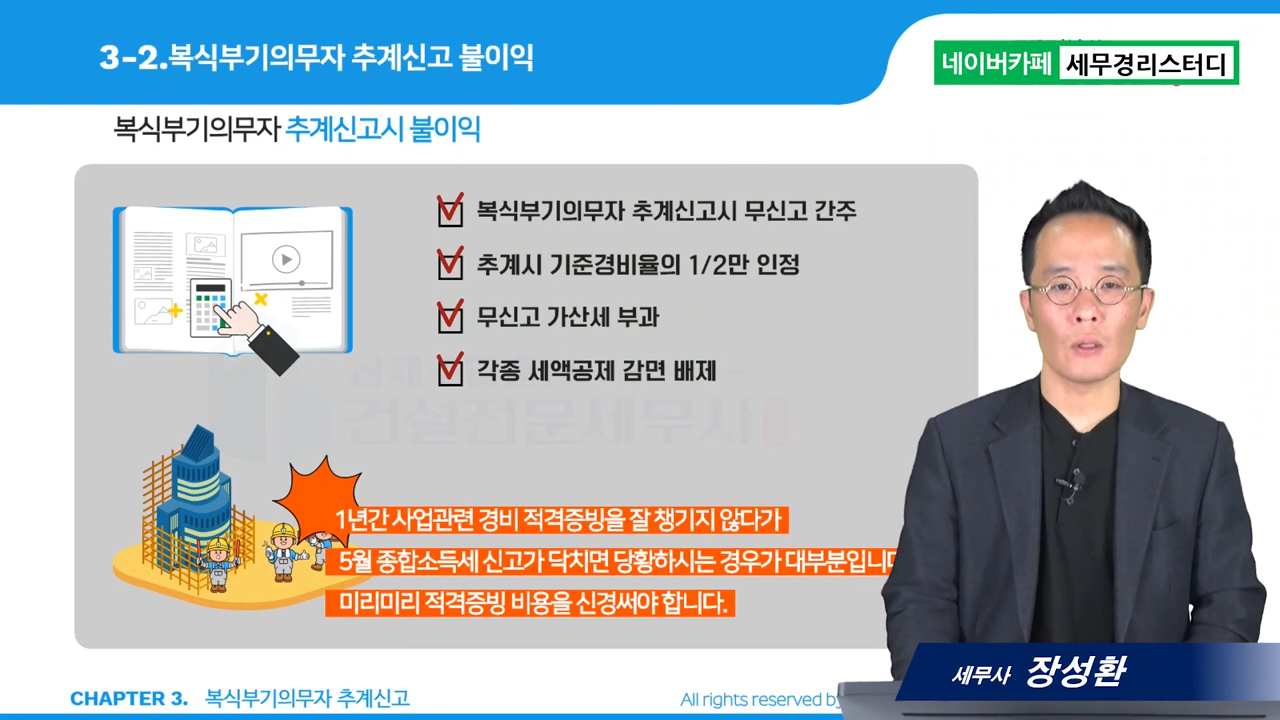 3-2.복식부기의무자 추계신고 불이익
네이버카페 세무경리스터디
복식부기의무자 추계신고시 불이익
복식부기의무자 추계신고시 무신고 간주
추계시 기준경비율의 1/2만 인정
무신고 가산세 부과
각종 세액공제 감면 배제
건설전문세무사
1년간 사업관련 경비 적격증빙을 잘 챙기지 않다가
5월 종합소득세 신고가 닥치면 당황하시는 경우가 대부분입니다
미리미리 적격증빙 비용을 신경써야 합니다.
세무사 장성환
CHAPTER 3. 복식부기의무자 추계신고
All rights reserved by